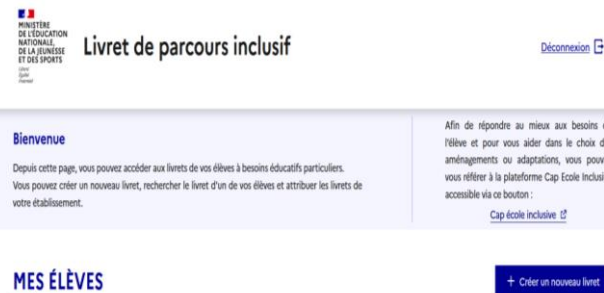 MINISTÈRE
DE L'ÉDUCATION
NATIONALE,
DE LA JEUNESSE
ET DES SPORTS
Liberté
Égalité
Fraternité
Livret de parcours inclusif
Déconnexion
Bienvenue
Depuis cette page, vous pouvez accéder aux livrets de vos élèves à besoins éducatifs particuliers.
Vous pouvez créer un nouveau livret, rechercher le livret d'un de vos élèves et attribuer les livrets de
votre établissement.
Afin de répondre au mieux aux besoins
l'élève et pour vous aider dans le choix
aménagements ou adaptations, vous
vous référer à la plateforme Cap Ecole
accessible via ce bouton :
Cap école inclusive
MES ÉLÈVES
+ Créer un nouveau livret